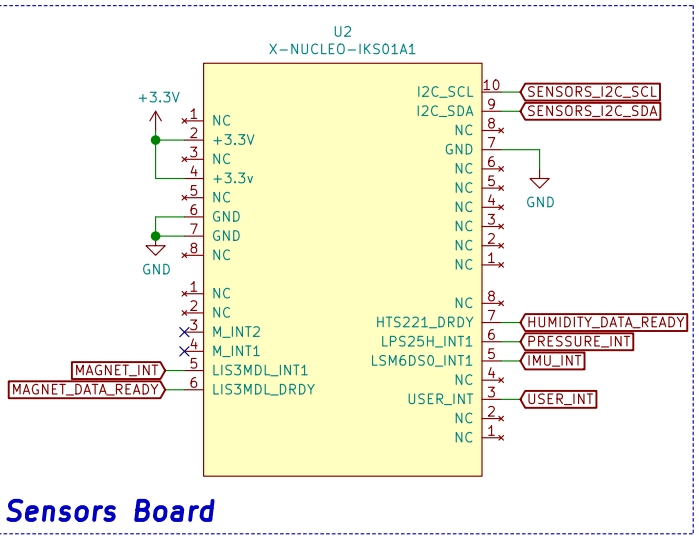 U2
X-NUCLEO-IKS01A1
+3.3V
1 NC
2 +3.3V
3 NC
4 +3.3v
5 NC
6 GND
7 GND
8 NC
GND
1 NC
2 NC
3 M_INT2
4 M_INT1
MAGNET_INT 5 LIS3MDL_INT1
MAGNET_DATA_READY 6 LIS3MDL_DRDY
I2C_SCL 10 SENSORS_I2C_SCL
I2C_SDA 9 SENSORS_I2C_SDA
NC 8
GND 7
NC 6
NC 5
NC 4
NC 3
NC 2
NC 1
GND
NC 8
HTS221_DRDY 7 HUMIDITY_DATA_READY
LPS25H_INT1 6 PRESSURE_INT
LSM6DS0_INT1 5 IMU_INT
NC 4
USER_INT 3 USER_INT
NC 2
NC 1
Sensors Board